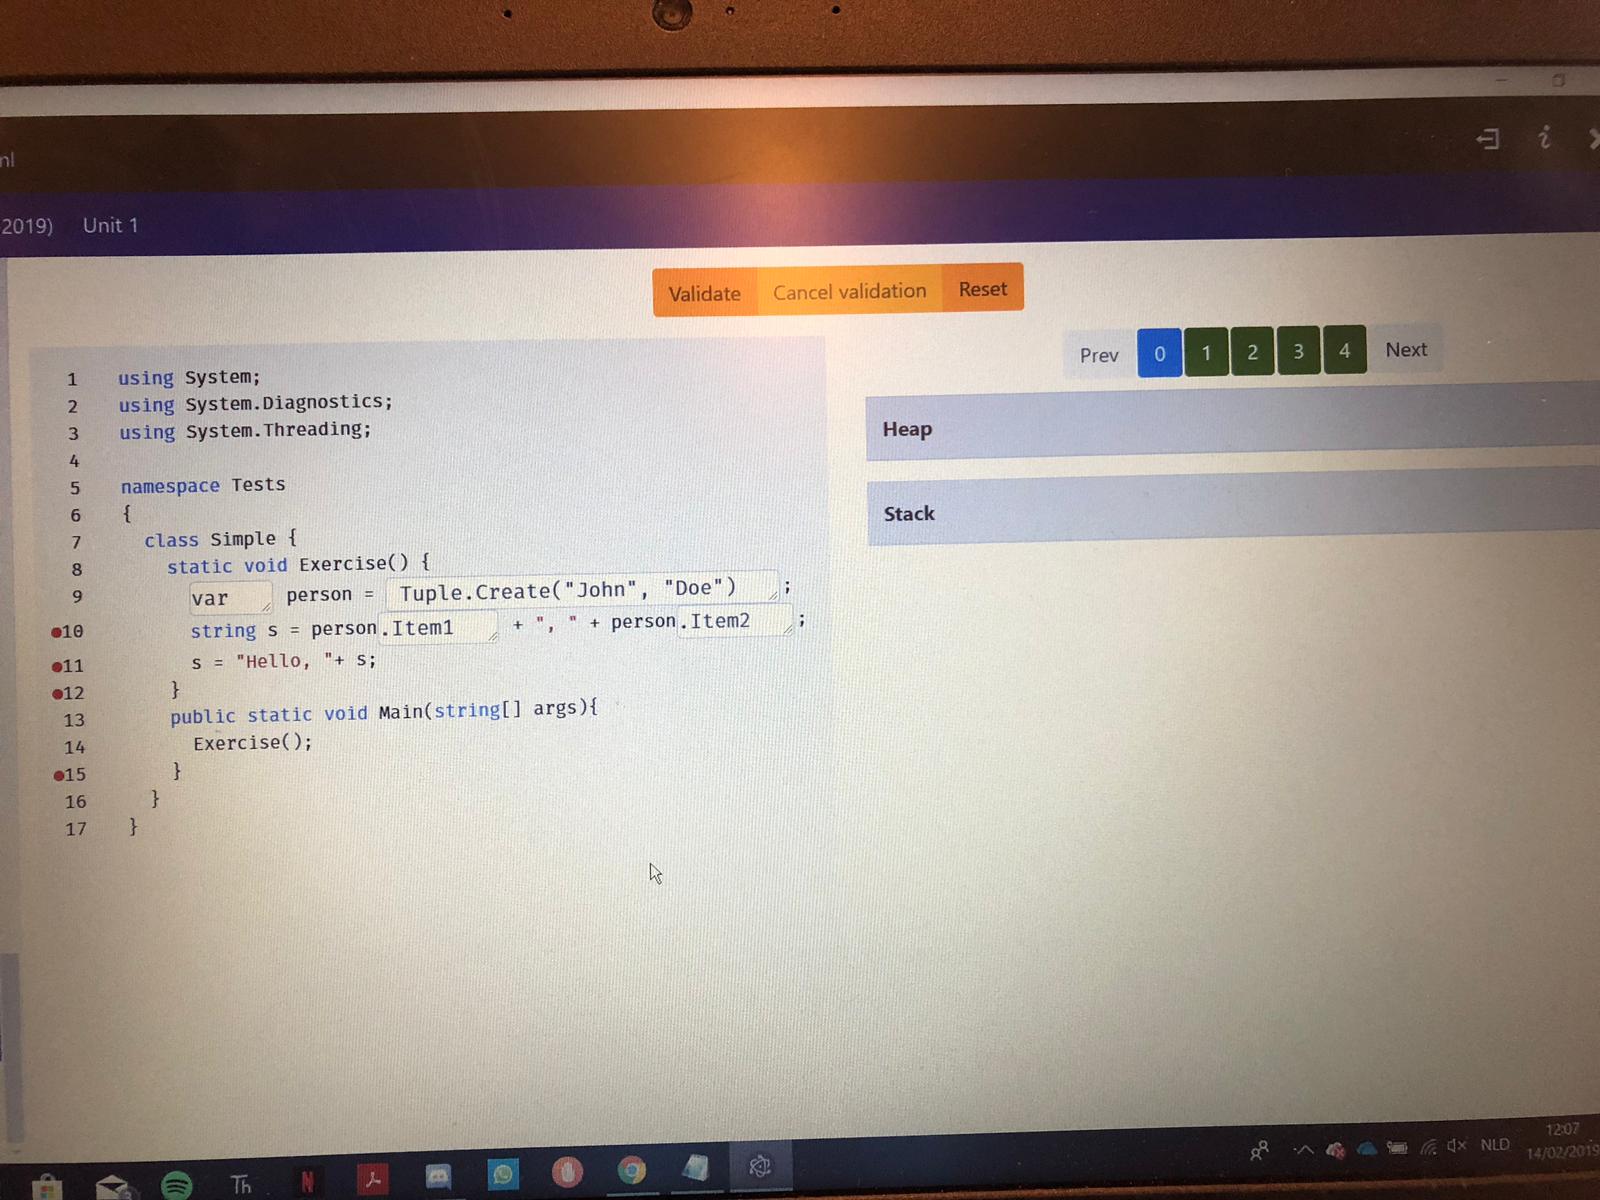 nl
2019) Unit 1
Validate Cancel validation Reset
Prev 0 1 2 3 4 Next
Heap
Stack
1 using System;
2 using System.Diagnostics;
3 using System.Threading;
4
5 namespace Tests
6 {
7 class Simple {
8 static void Exercise() {
9 var person = Tuple.Create("John", "Doe") ;
10 string s = person .Item1 + ", " + person .Item2 ;
11 s = "Hello, "+ s;
12 }
13 public static void Main(string[] args){
14 Exercise();
15 }
16 }
17 }
Th
N
NLD
12:07
14/02/2019